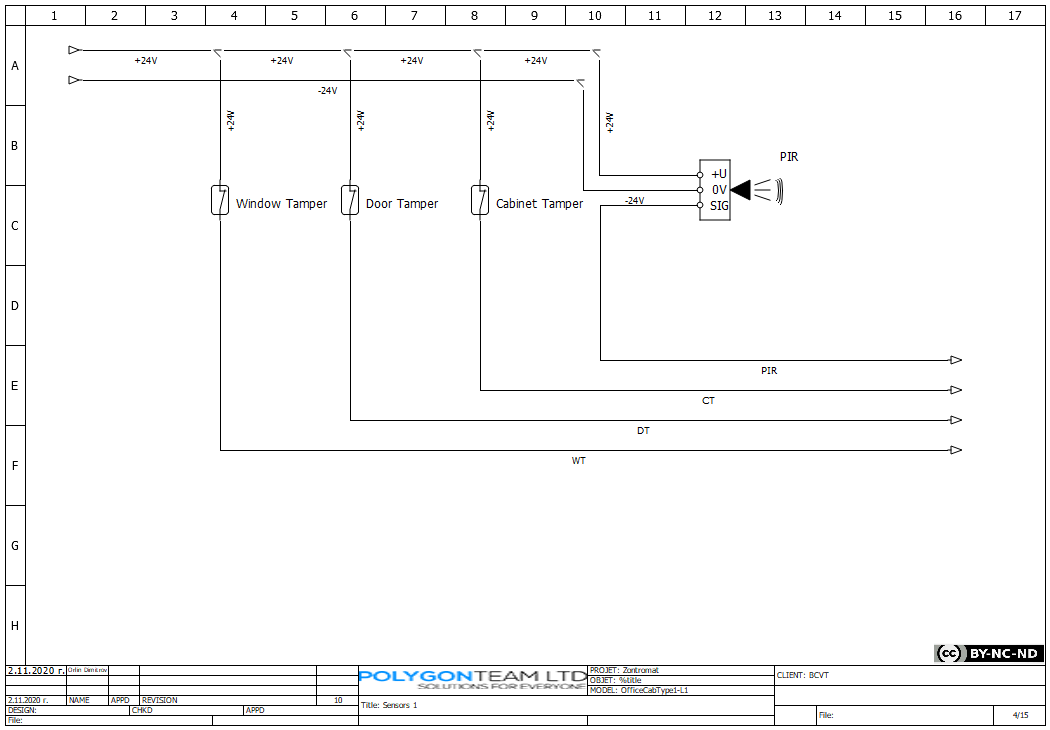 1 2 3 4 5 6 7 8 9 10 11 12 13 14 15 16 17
A
+24V +24V +24V +24V
-24V
+24V +24V +24V +24V
B
PIR
+U
0V
SIG
-24V
Window Tamper Door Tamper Cabinet Tamper
C
D
PIR
E
CT
DT
F
WT
G
H
cc BY-NC-ND
2.11.2020 г. Orlin Dimitrov
POLYGONTEAM LTD
SOLUTIONS FOR EVERYONE
PROJET: Zontromat
OBJET: %title
MODEL: OfficeCabType1-L1
CLIENT: BCVT
2.11.2020 г. NAME APPD REVISION 10
Title: Sensors 1
DESIGN: CHKD APPD
File:
File: 4/15